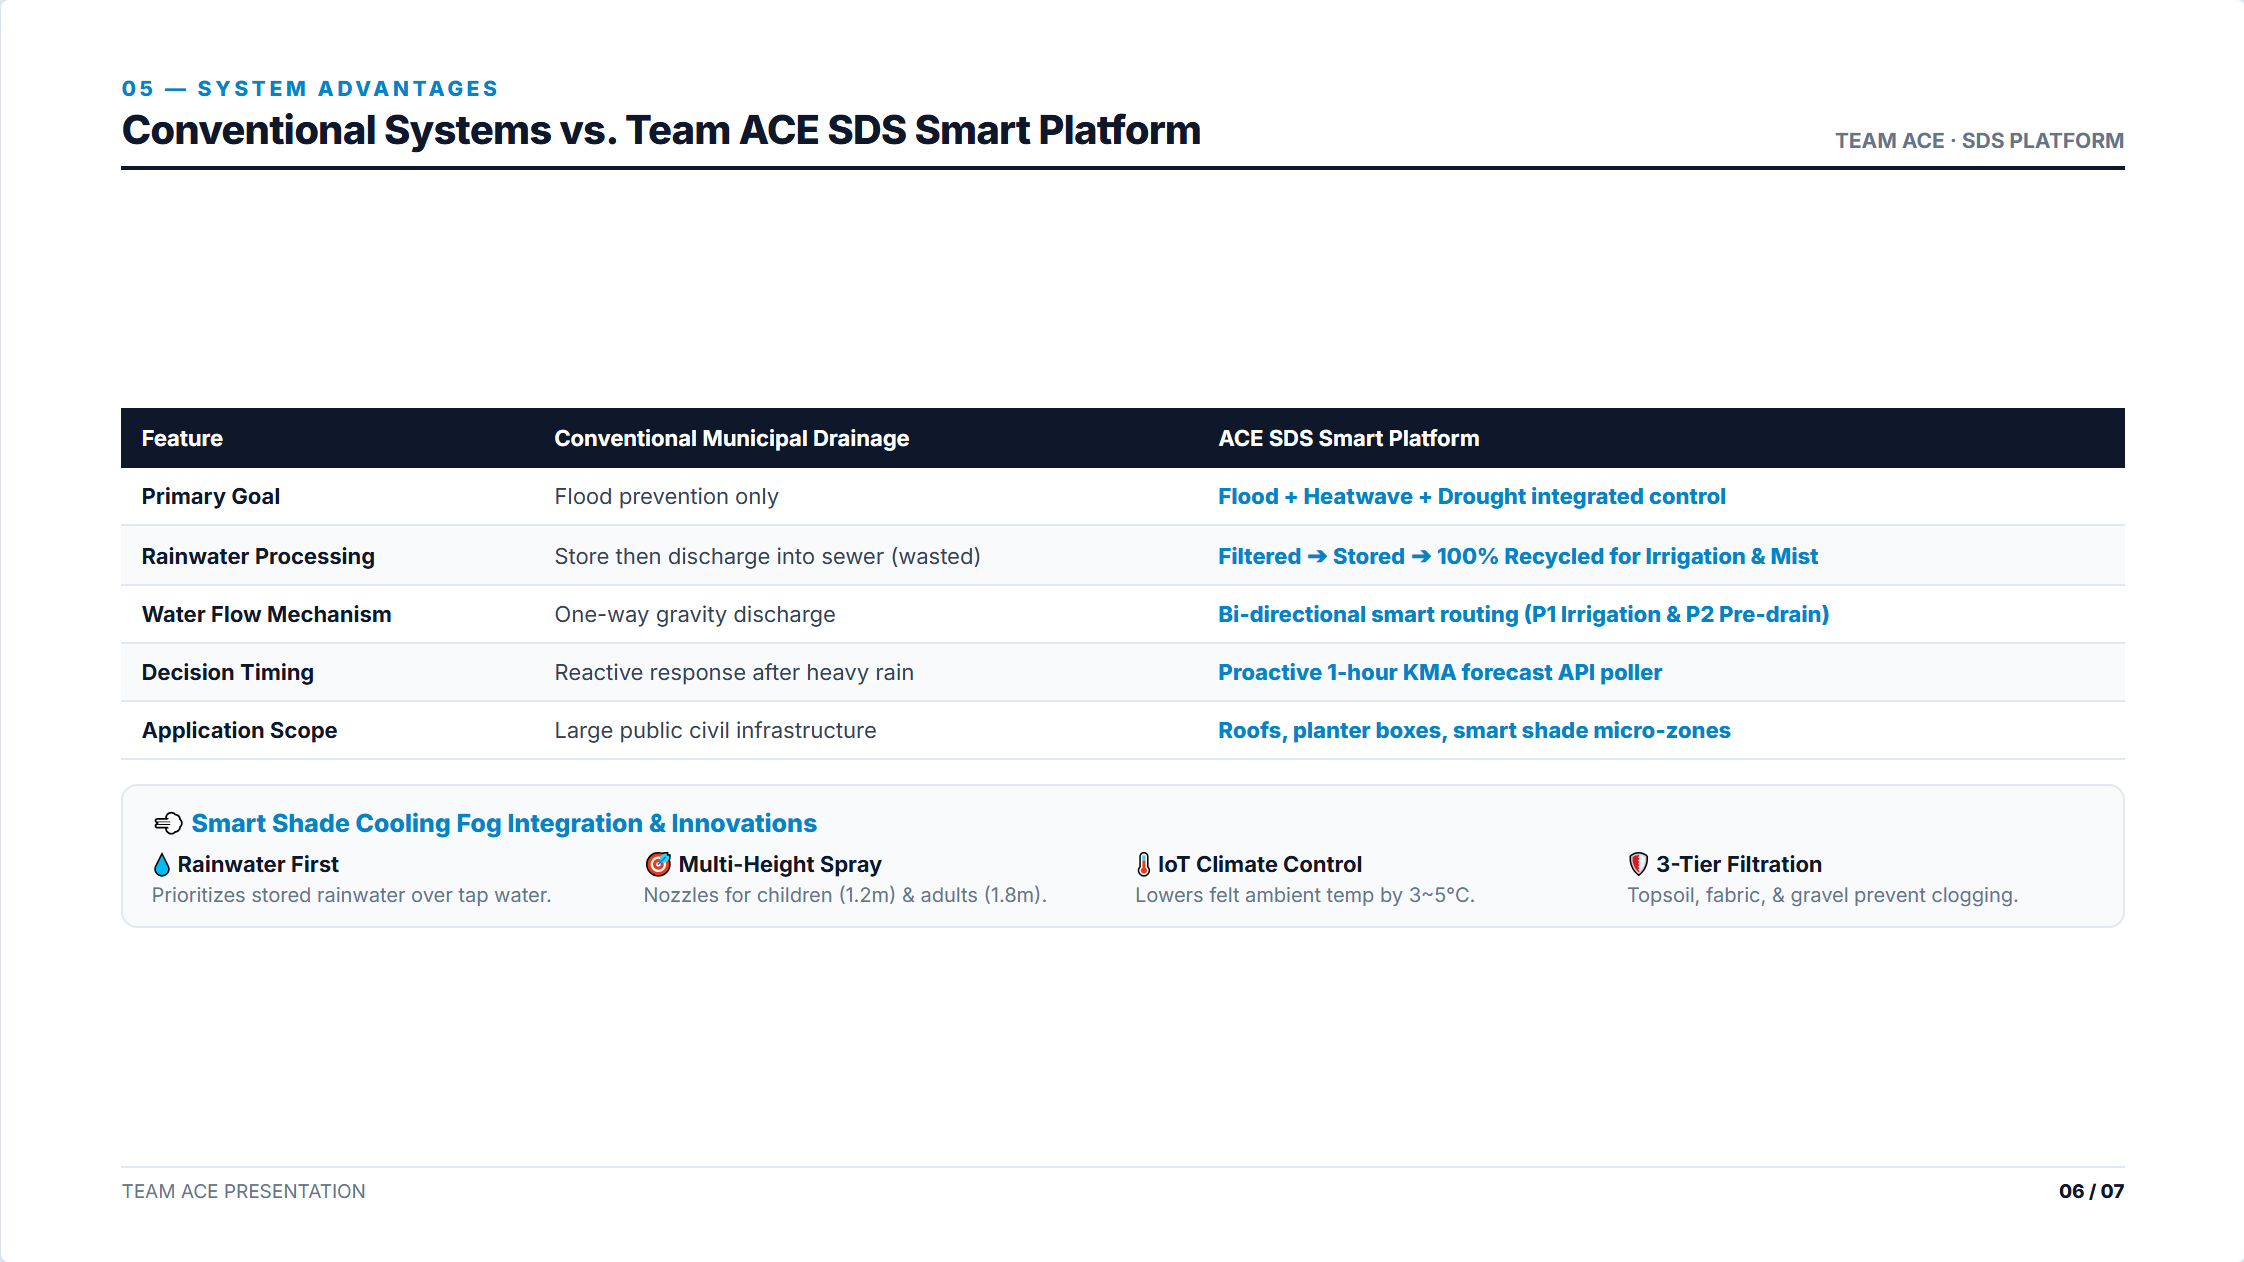 05 — SYSTEM ADVANTAGES
Conventional Systems vs. Team ACE SDS Smart Platform
TEAM ACE · SDS PLATFORM
Feature Conventional Municipal Drainage ACE SDS Smart Platform
Primary Goal Flood prevention only Flood + Heatwave + Drought integrated control
Rainwater Processing Store then discharge into sewer (wasted) Filtered ➔ Stored ➔ 100% Recycled for Irrigation & Mist
Water Flow Mechanism One-way gravity discharge Bi-directional smart routing (P1 Irrigation & P2 Pre-drain)
Decision Timing Reactive response after heavy rain Proactive 1-hour KMA forecast API poller
Application Scope Large public civil infrastructure Roofs, planter boxes, smart shade micro-zones
Smart Shade Cooling Fog Integration & Innovations
Rainwater First
Prioritizes stored rainwater over tap water.
Multi-Height Spray
Nozzles for children (1.2m) & adults (1.8m).
IoT Climate Control
Lowers felt ambient temp by 3~5°C.
3-Tier Filtration
Topsoil, fabric, & gravel prevent clogging.
TEAM ACE PRESENTATION
06 / 07